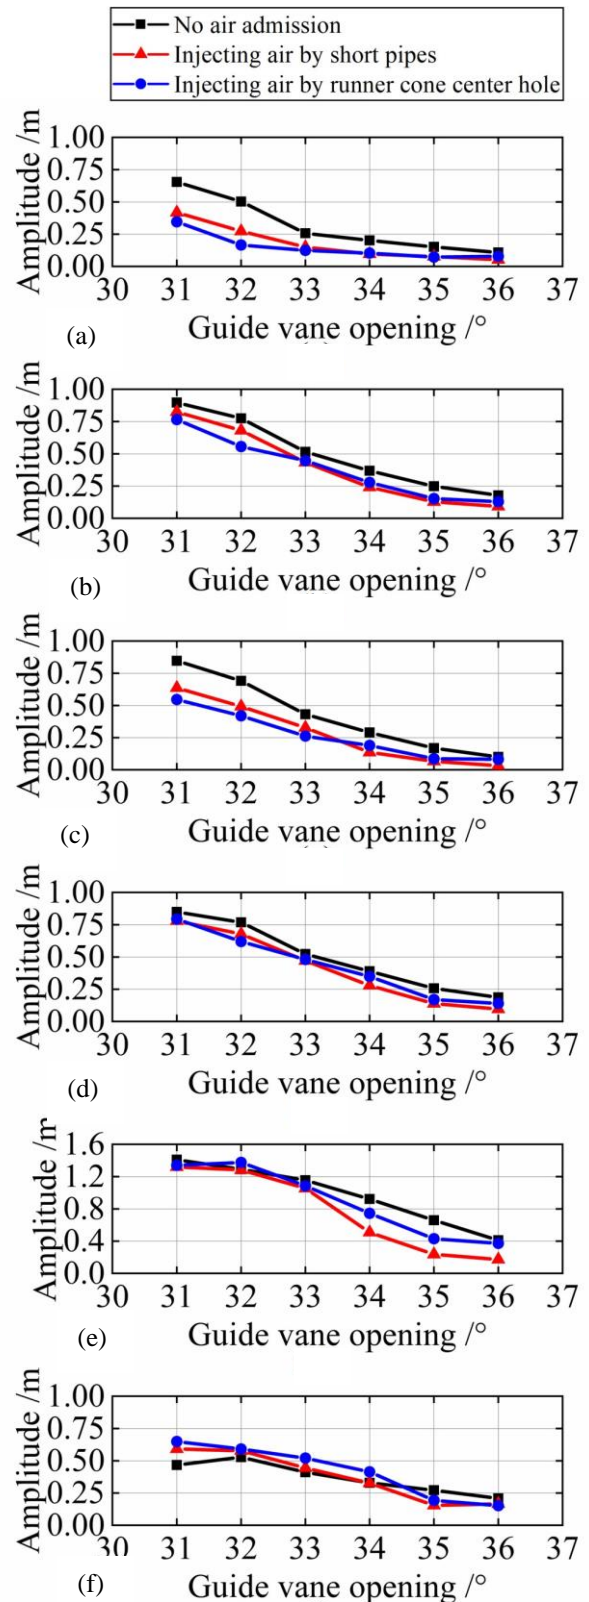 No air admission
Injecting air by short pipes
Injecting air by runner cone center hole
Amplitude /m
1.00
0.75
0.50
0.25
0.00
30 31 32 33 34 35 36 37
Guide vane opening /°
(a)
Amplitude /m
1.00
0.75
0.50
0.25
0.00
30 31 32 33 34 35 36 37
Guide vane opening /°
(b)
Amplitude /m
1.00
0.75
0.50
0.25
0.00
30 31 32 33 34 35 36 37
Guide vane opening /°
(c)
Amplitude /m
1.00
0.75
0.50
0.25
0.00
30 31 32 33 34 35 36 37
Guide vane opening /°
(d)
Amplitude /m
1.6
1.2
0.8
0.4
0.0
30 31 32 33 34 35 36 37
Guide vane opening /°
(e)
Amplitude /m
1.00
0.75
0.50
0.25
0.00
30 31 32 33 34 35 36 37
Guide vane opening /°
(f)